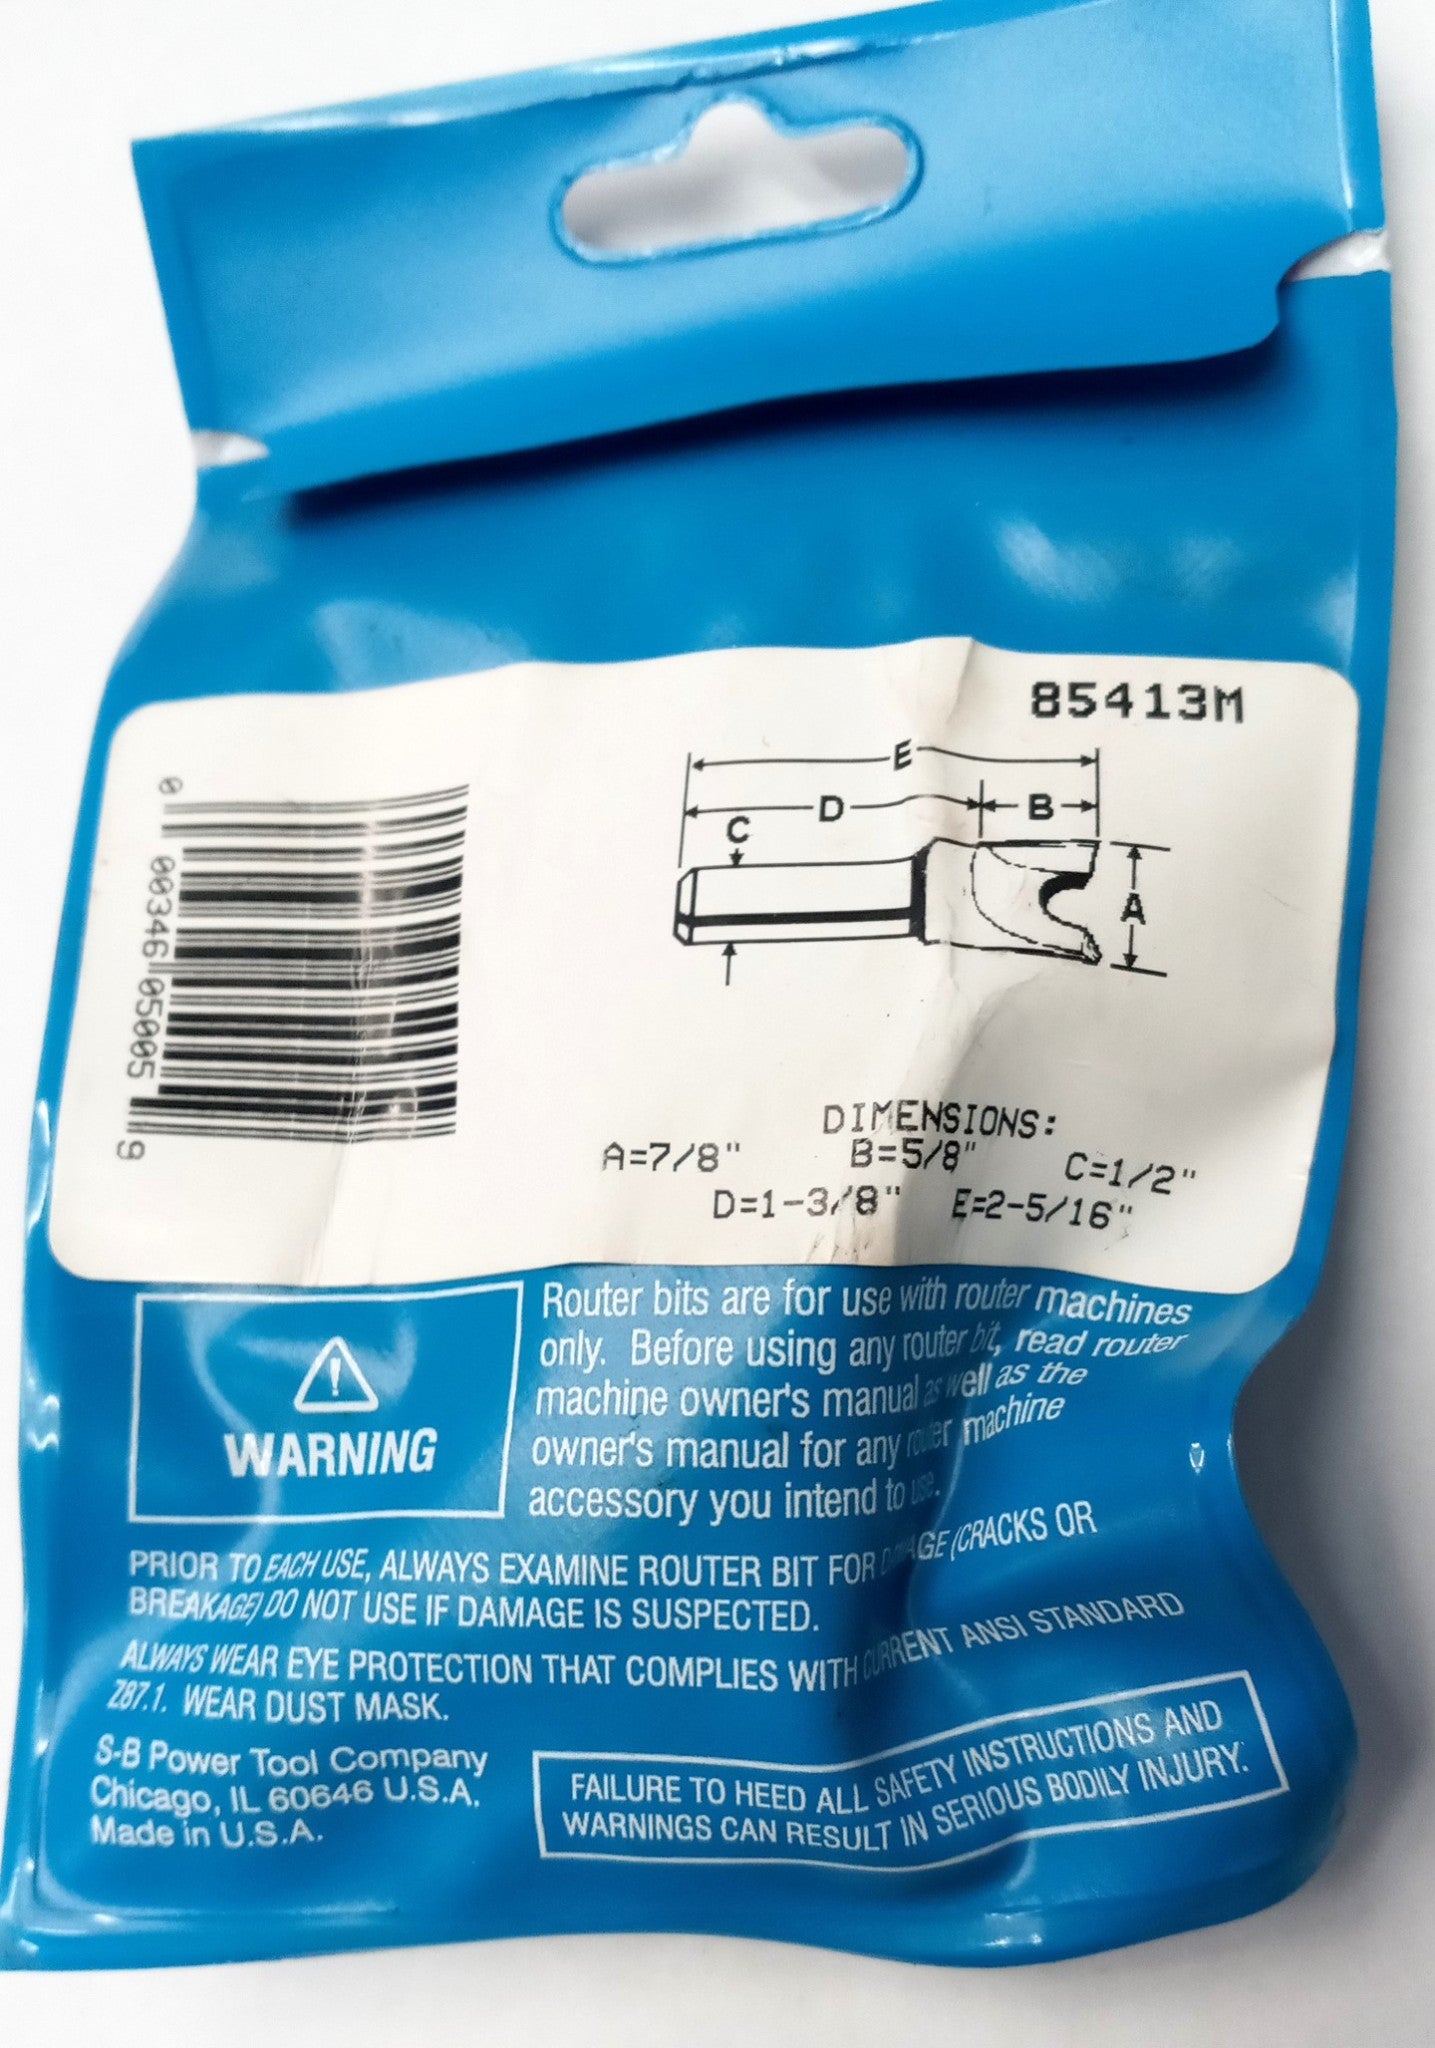 85413M
E
D
B
C
A
0 00346 05005 9
DIMENSIONS:
A=7/8" B=5/8" C=1/2"
D=1-3/8" E=2-5/16"
WARNING
Router bits are for use with router machines
only. Before using any router bit, read router
machine owner's manual as well as the
owner's manual for any router machine
accessory you intend to use.
PRIOR TO EACH USE, ALWAYS EXAMINE ROUTER BIT FOR DAMAGE (CRACKS OR
BREAKAGE) DO NOT USE IF DAMAGE IS SUSPECTED.
ALWAYS WEAR EYE PROTECTION THAT COMPLIES WITH CURRENT ANSI STANDARD
Z87.1. WEAR DUST MASK.
S-B Power Tool Company
Chicago, IL 60646 U.S.A.
Made in U.S.A.
FAILURE TO HEED ALL SAFETY INSTRUCTIONS AND
WARNINGS CAN RESULT IN SERIOUS BODILY INJURY.